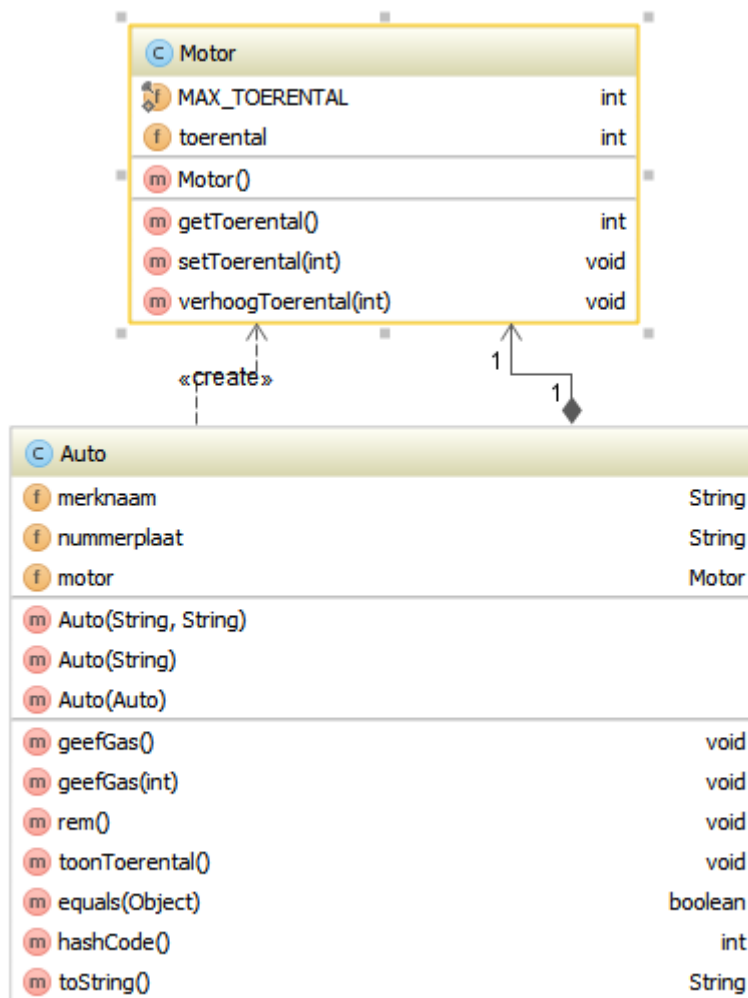 C Motor
f MAX_TOERENTAL int
f toerental int
m Motor()
m getToerental() int
m setToerental(int) void
m verhoogToerental(int) void
«create»
1
1
C Auto
f merknaam String
f nummerplaat String
f motor Motor
m Auto(String, String)
m Auto(String)
m Auto(Auto)
m geefGas() void
m geefGas(int) void
m rem() void
m toonToerental() void
m equals(Object) boolean
m hashCode() int
m toString() String